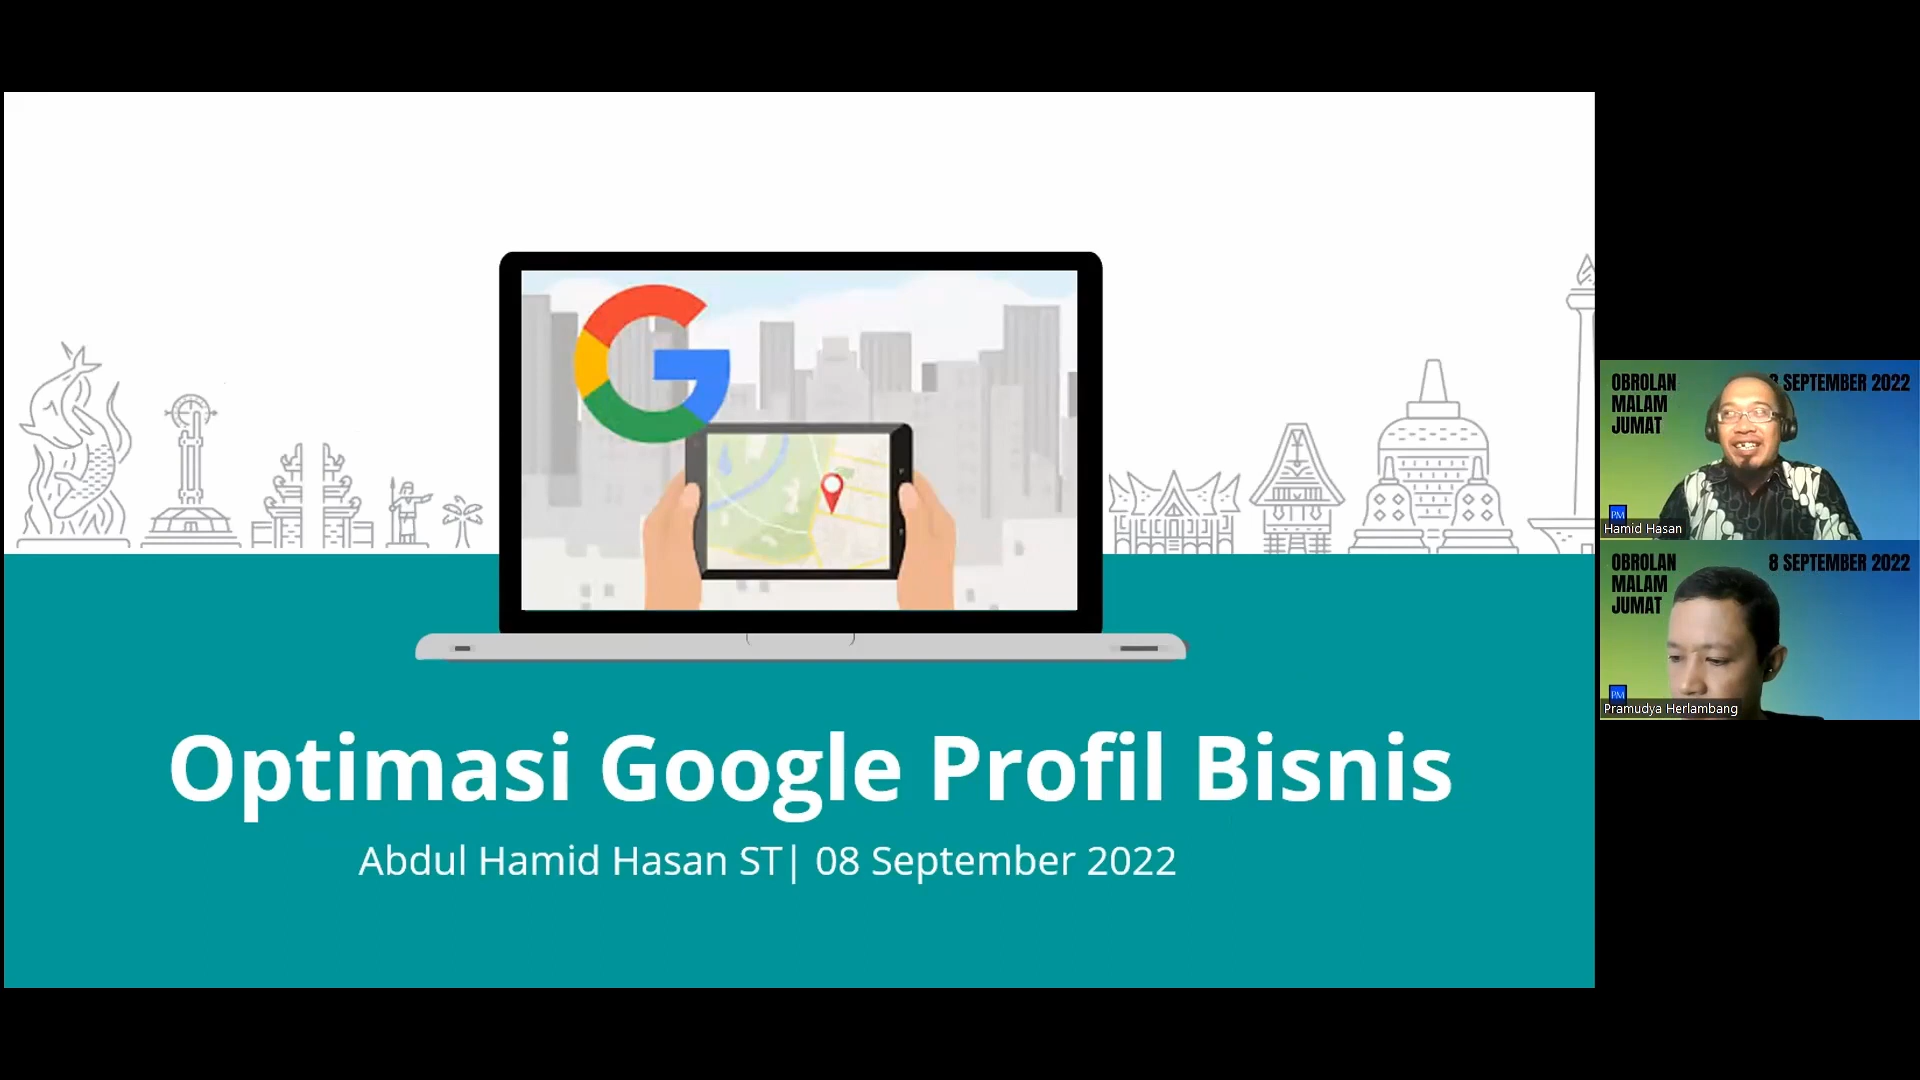 Optimasi Google Profil Bisnis
Abdul Hamid Hasan ST| 08 September 2022
OBROLAN
MALAM
JUMAT
SEPTEMBER 2022
PM
Hamid Hasan
OBROLAN
MALAM
JUMAT
8 SEPTEMBER 2022
PM
Pramudya Herlambang